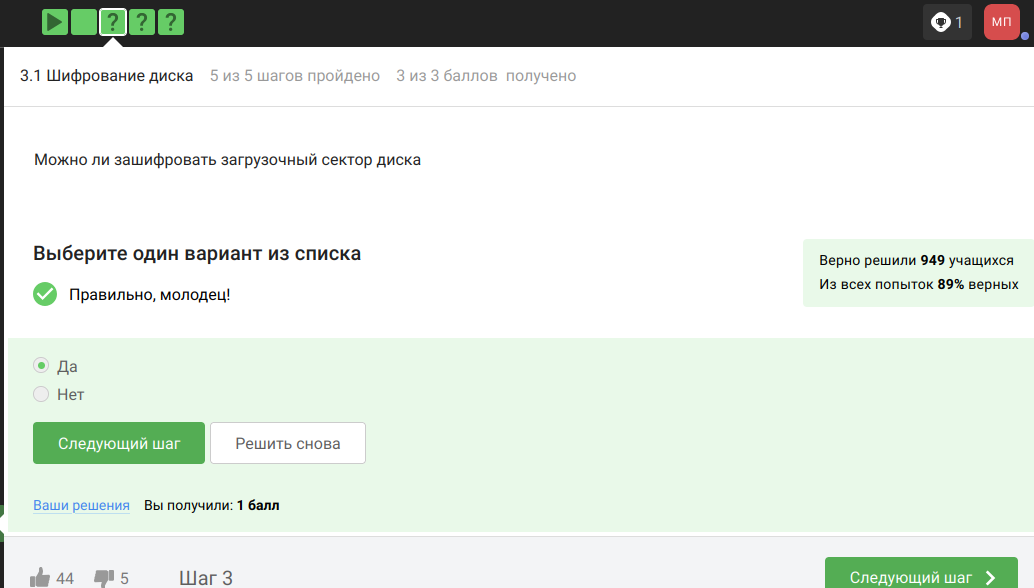 ? ? ?
1
МП
3.1 Шифрование диска 5 из 5 шагов пройдено 3 из 3 баллов получено
Можно ли зашифровать загрузочный сектор диска
Выберите один вариант из списка
Правильно, молодец!
Верно решили 949 учащихся
Из всех попыток 89% верных
Да
Нет
Следующий шаг
Решить снова
Ваши решения Вы получили: 1 балл
44 5 Шаг 3
Следующий шаг